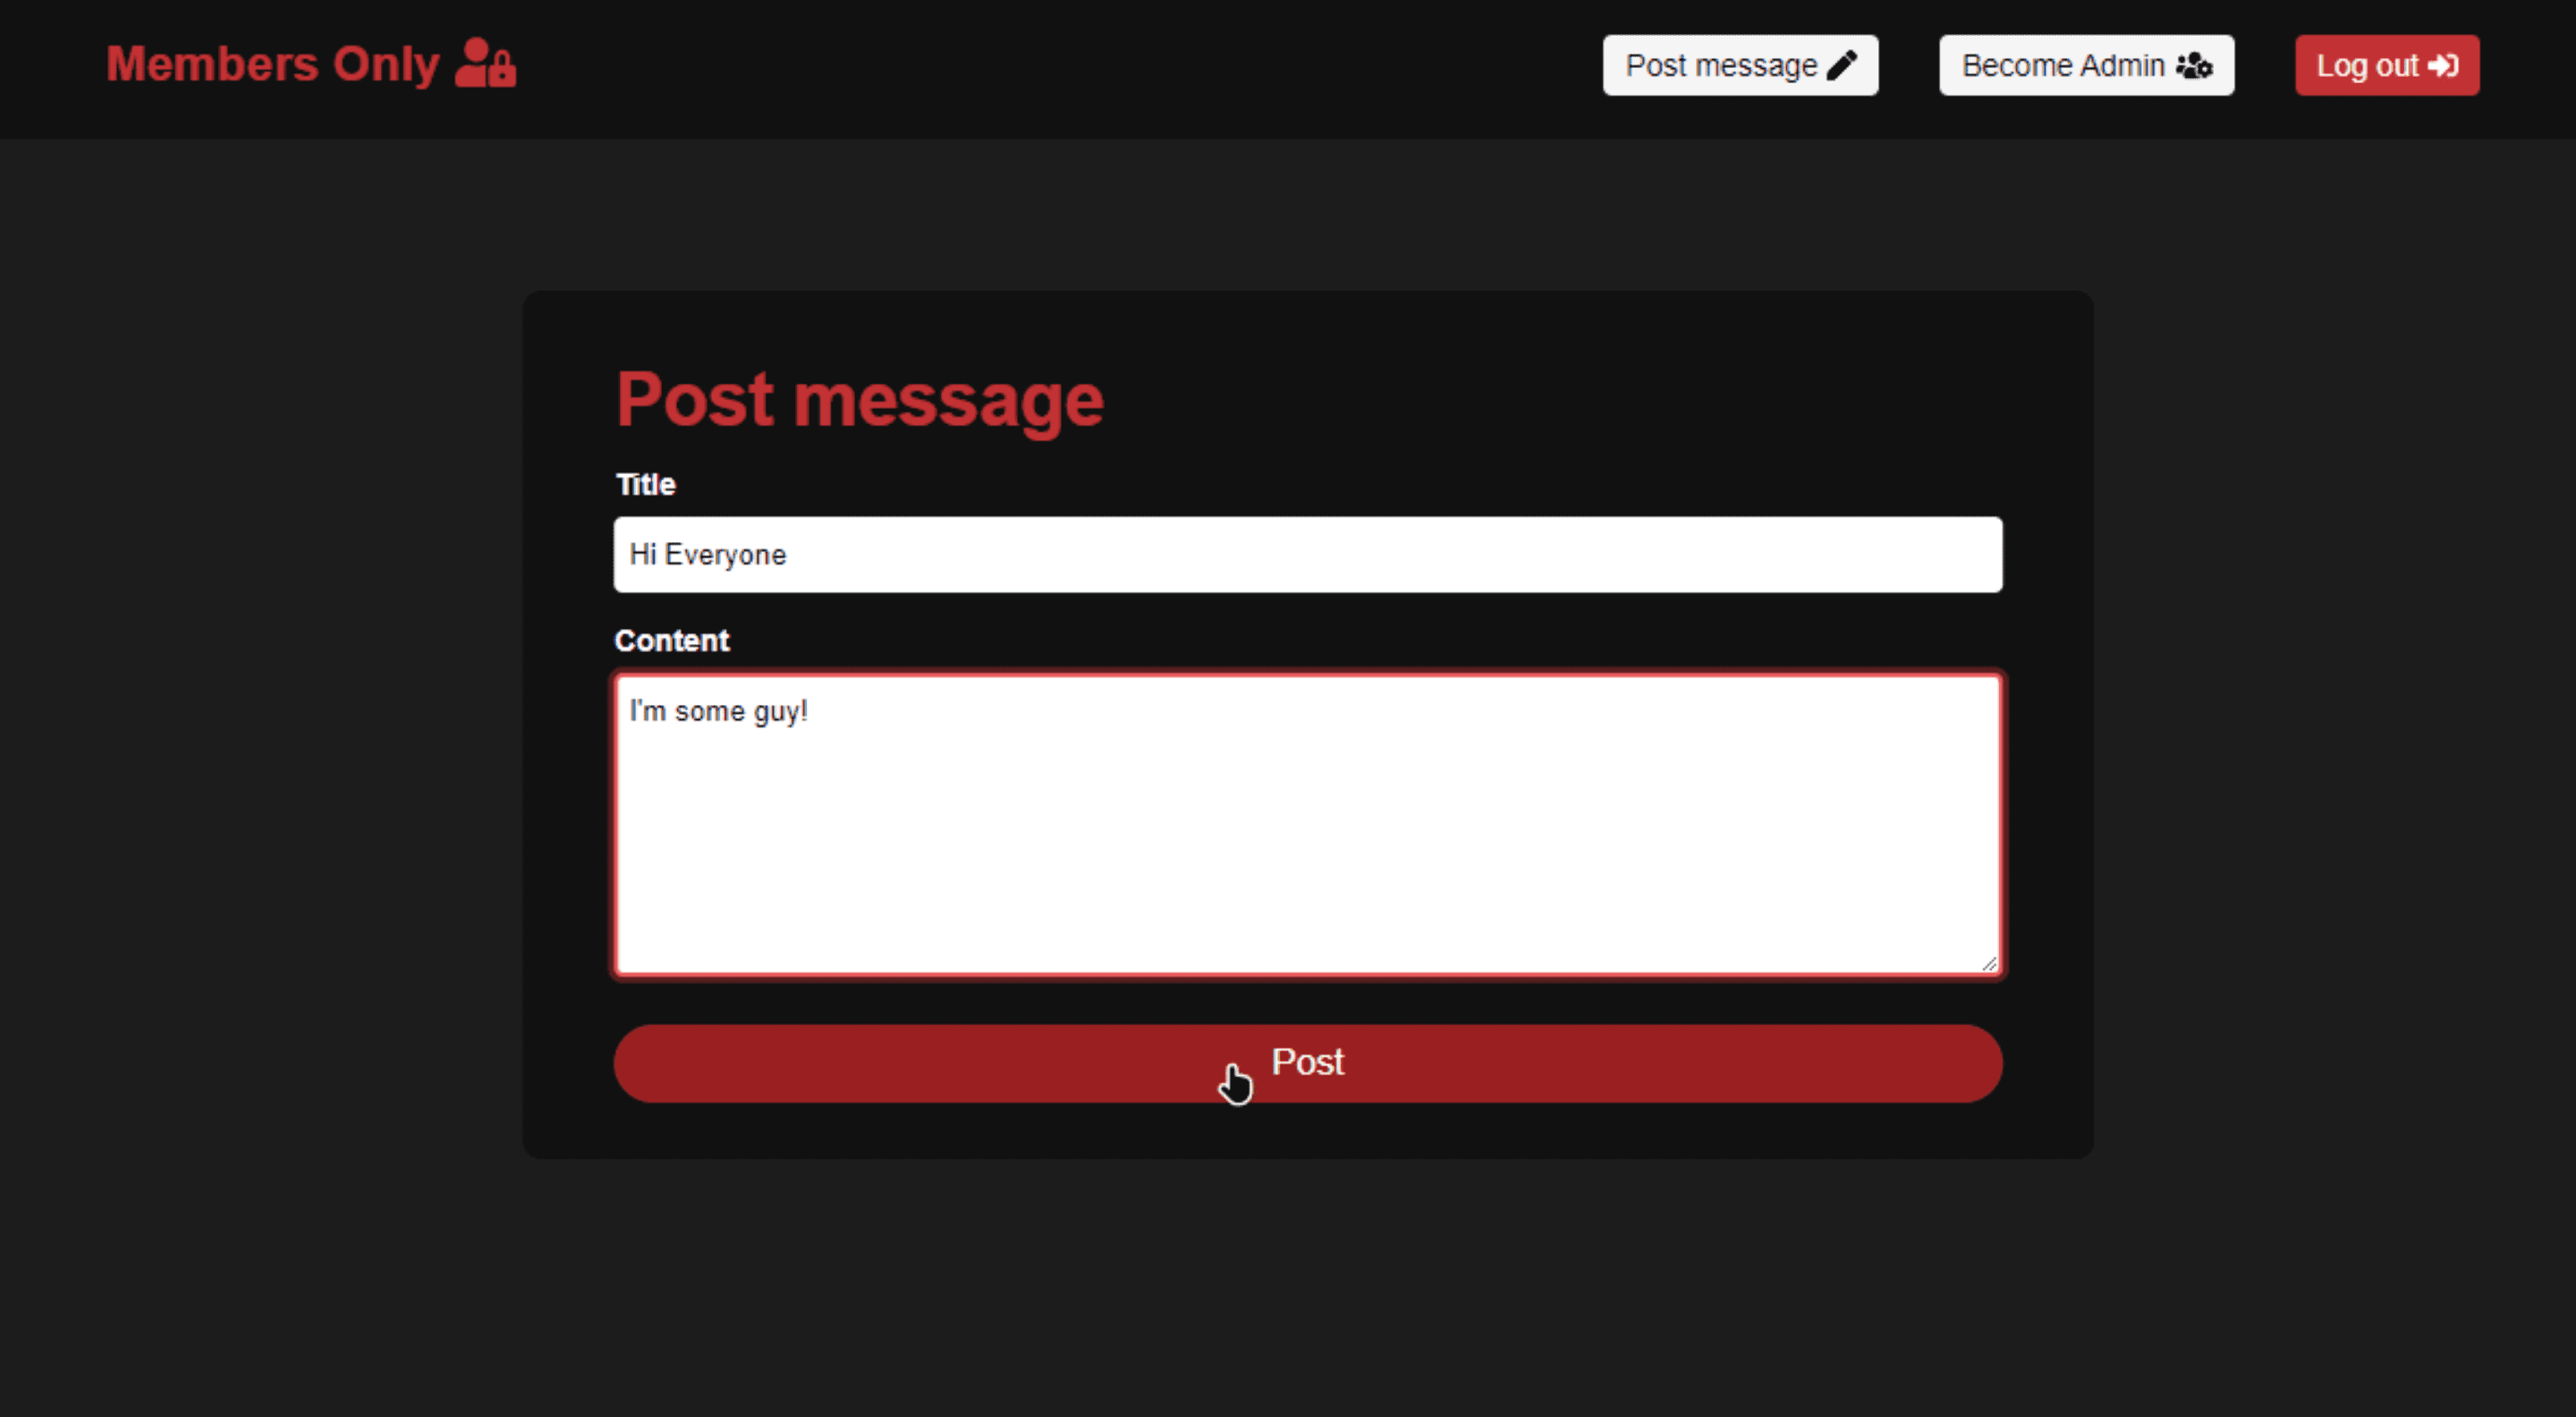 Members Only
Post message
Become Admin
Log out
Post message
Title
Hi Everyone
Content
I'm some guy!
Post